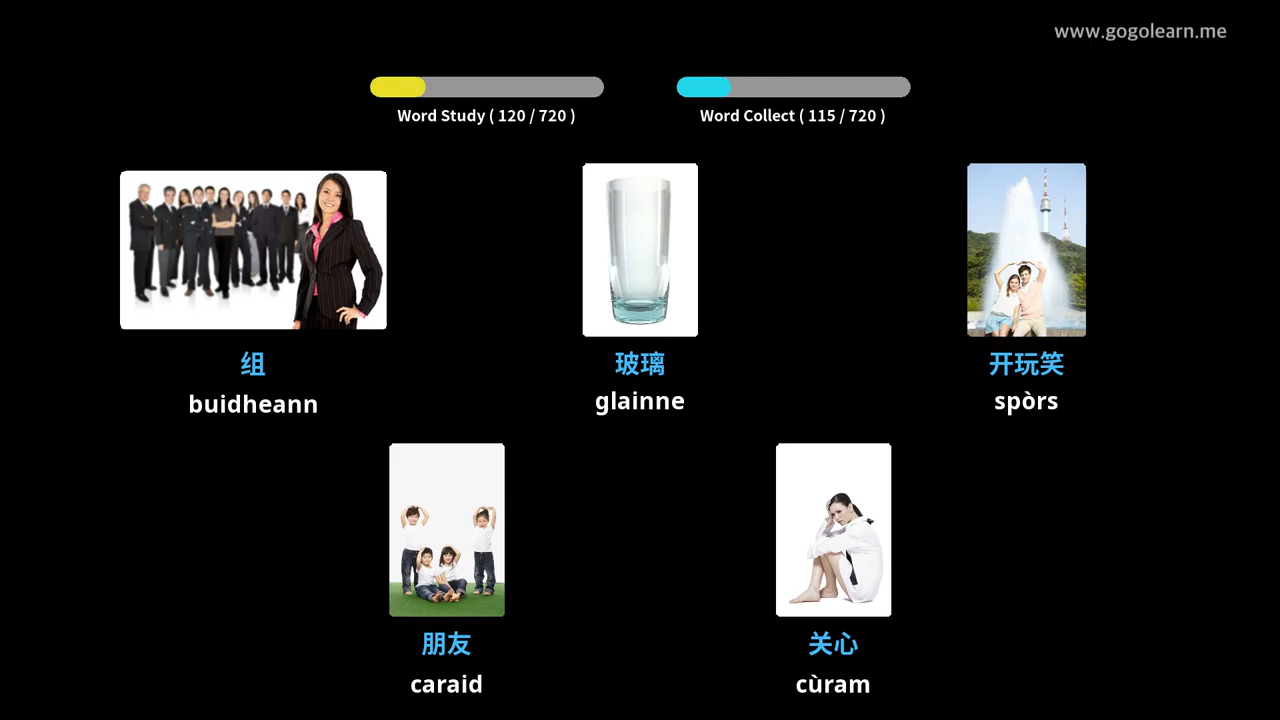 www.gogolearn.me
Word Study ( 120 / 720 )
Word Collect ( 115 / 720 )
组
buidheann
玻璃
glainne
开玩笑
spòrs
朋友
caraid
关心
cùram